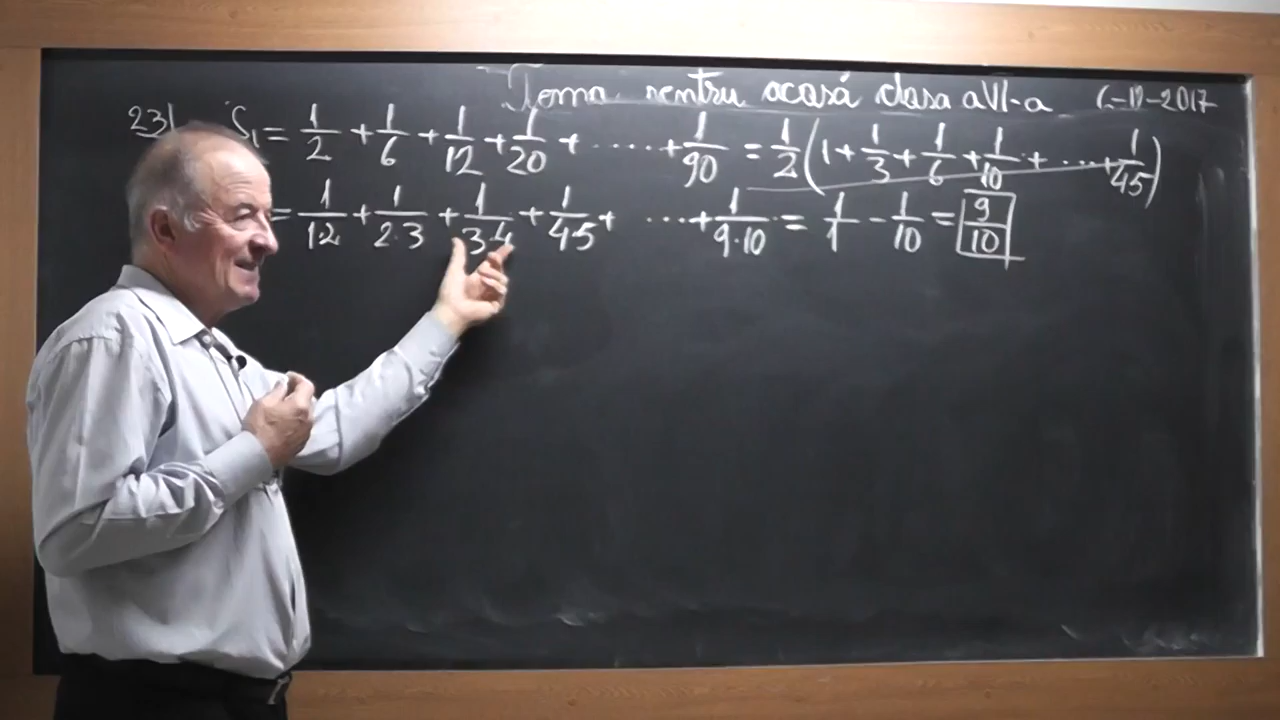 Tema pentru acasă clasa a VI-a 6-12-2017
231 S₁ = 1/2 + 1/6 + 1/12 + 1/20 + ..... + 1/90 = 1/2 (1 + 1/3 + 1/6 + 1/10 + ... + 1/45)
= 1/1·2 + 1/2·3 + 1/3·4 + 1/4·5 + ... + 1/9·10 = 1/1 - 1/10 = 9/10